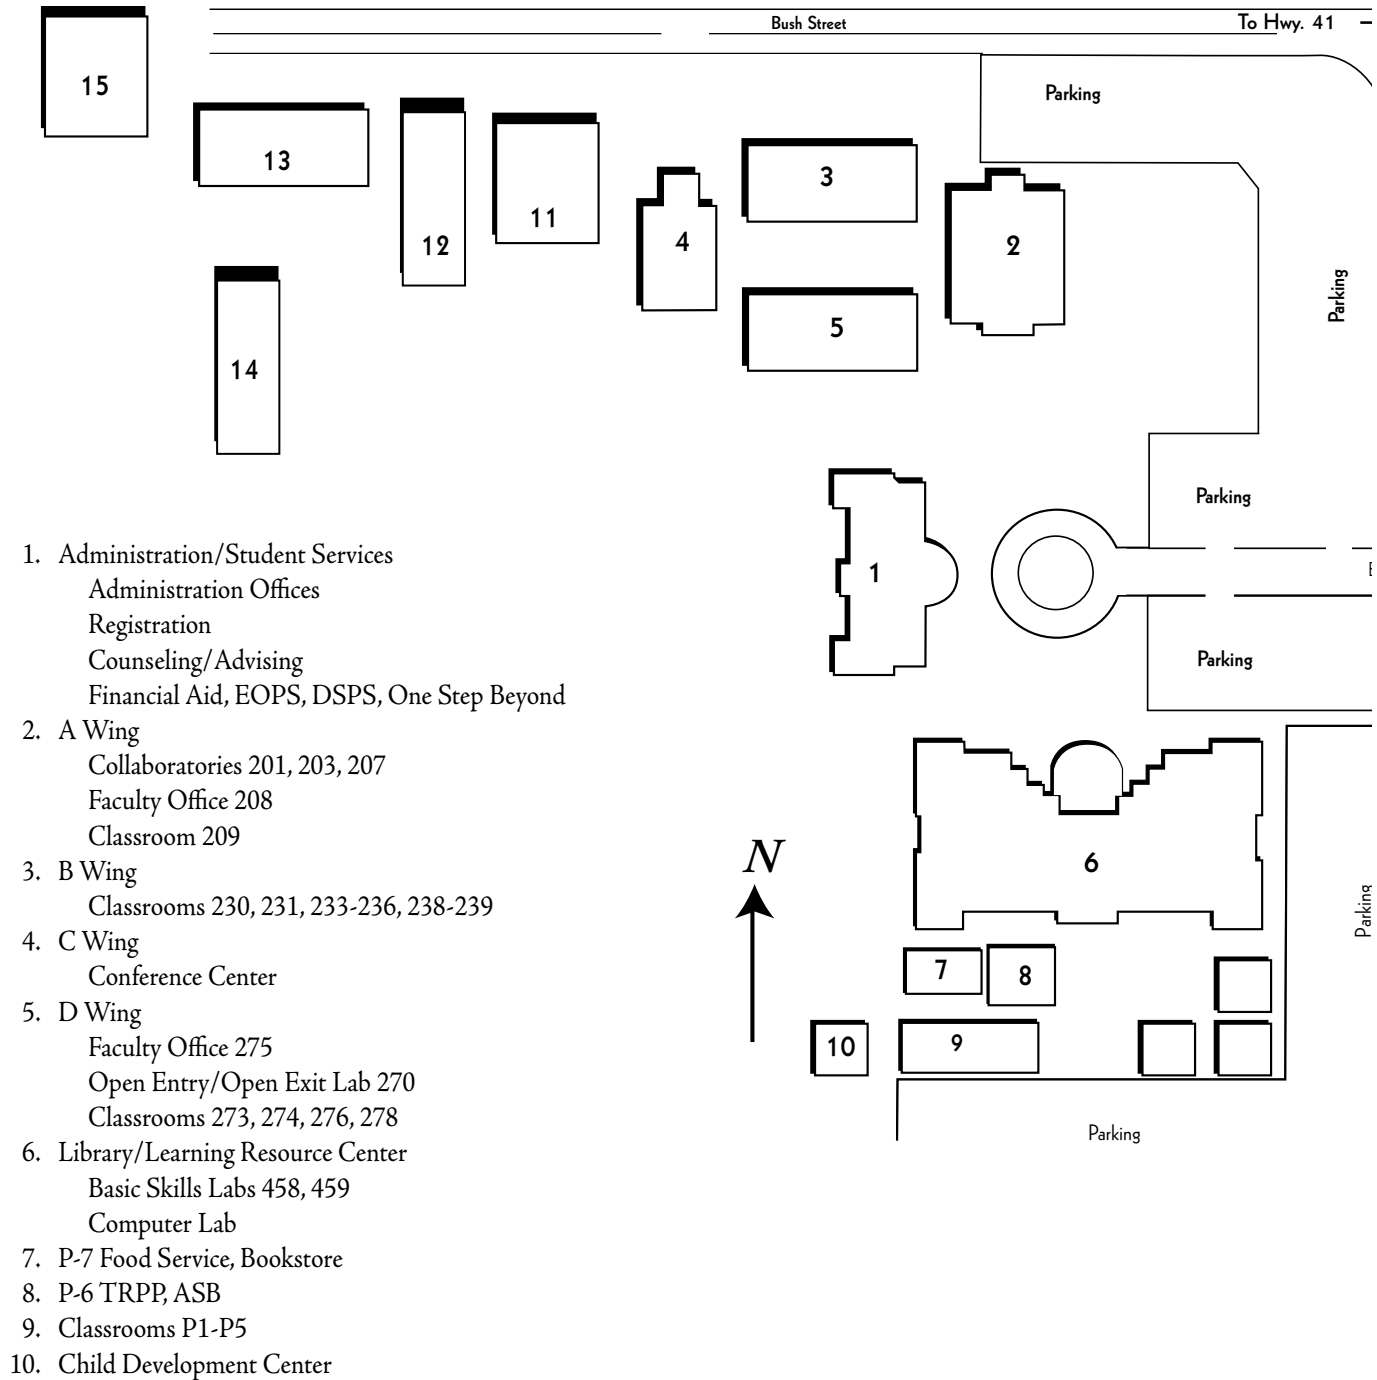 Bush Street
To Hwy. 41
15
Parking
13
3
11
4
12
2
Parking
5
14
Parking
1
Parking
1. Administration/Student Services
Administration Offices
Registration
Counseling/Advising
Financial Aid, EOPS, DSPS, One Step Beyond
2. A Wing
Collaboratories 201, 203, 207
Faculty Office 208
Classroom 209
3. B Wing
Classrooms 230, 231, 233-236, 238-239
4. C Wing
Conference Center
5. D Wing
Faculty Office 275
Open Entry/Open Exit Lab 270
Classrooms 273, 274, 276, 278
6. Library/Learning Resource Center
Basic Skills Labs 458, 459
Computer Lab
7. P-7 Food Service, Bookstore
8. P-6 TRPP, ASB
9. Classrooms P1-P5
10. Child Development Center
N
6
Parking
7
8
10
9
Parking